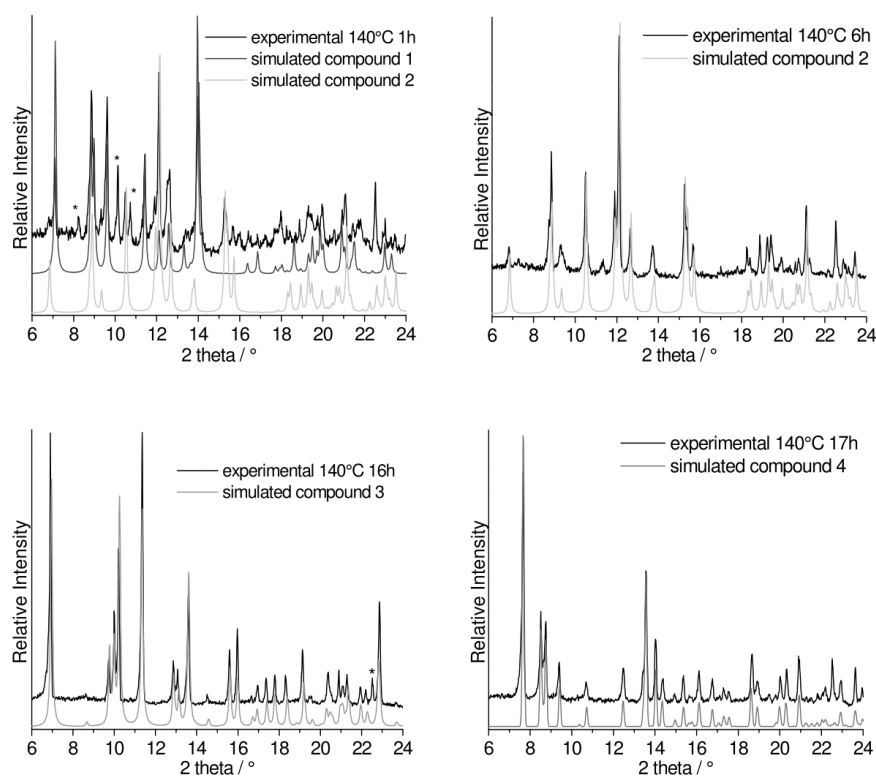 experimental 140°C 1h
simulated compound 1
simulated compound 2
Relative Intensity
* * *
6 8 10 12 14 16 18 20 22 24
2 theta / °
experimental 140°C 6h
simulated compound 2
Relative Intensity
6 8 10 12 14 16 18 20 22 24
2 theta / °
experimental 140°C 16h
simulated compound 3
Relative Intensity
*
6 8 10 12 14 16 18 20 22 24
2 theta / °
experimental 140°C 17h
simulated compound 4
Relative Intensity
6 8 10 12 14 16 18 20 22 24
2 theta / °